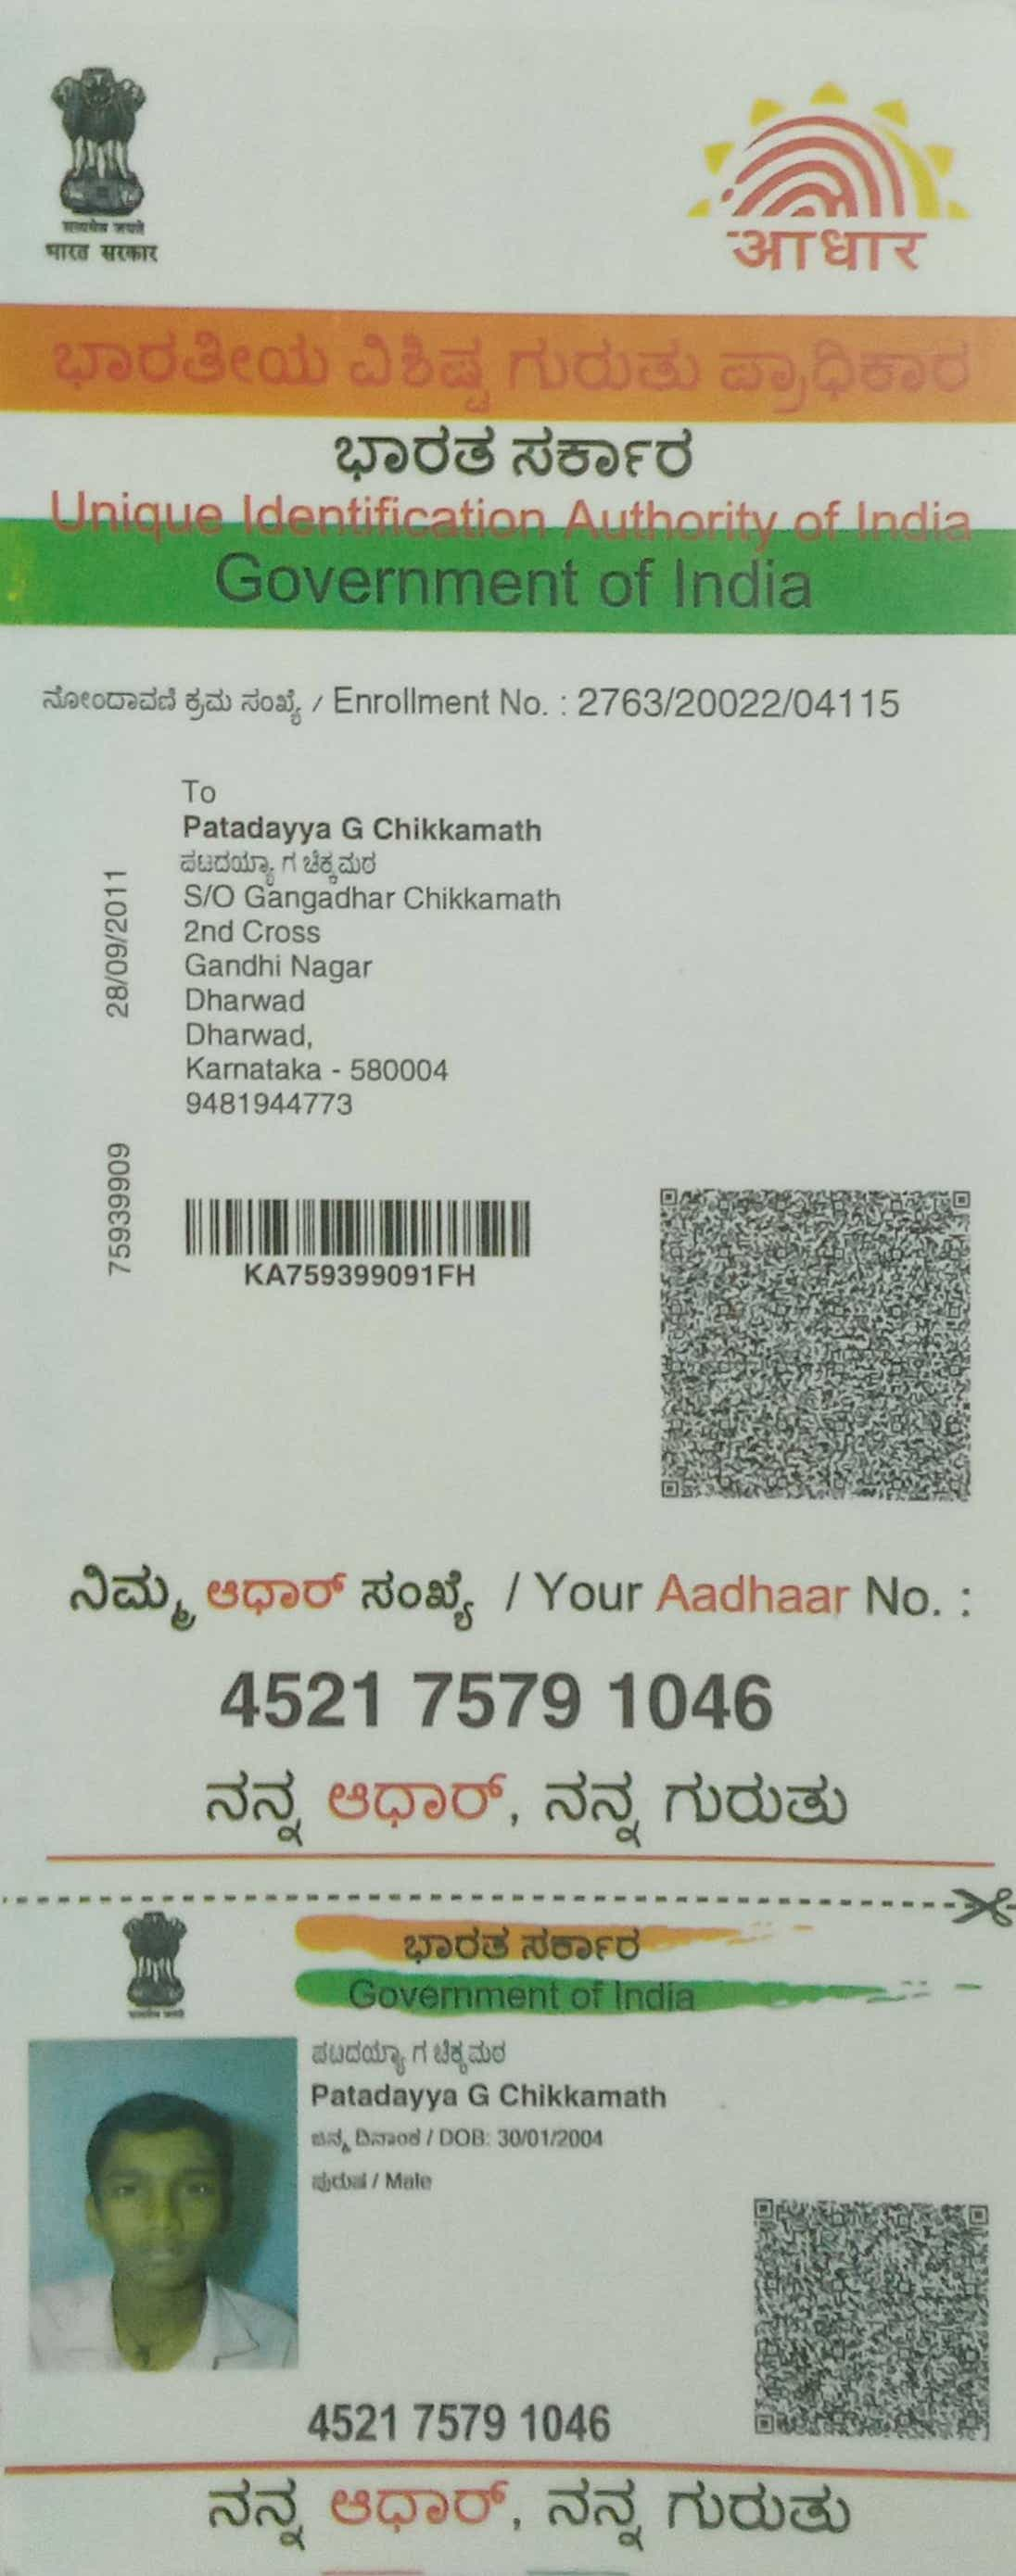 सत्यमेव जयते
भारत सरकार
आधार
ಭಾರತೀಯ ವಿಶಿಷ್ಟ ಗುರುತು ಪ್ರಾಧಿಕಾರ
ಭಾರತ ಸರ್ಕಾರ
Unique Identification Authority of India
Government of India
ನೋಂದಾವಣೆ ಕ್ರಮ ಸಂಖ್ಯೆ / Enrollment No. : 2763/20022/04115
To
Patadayya G Chikkamath
ಪಟದಯ್ಯಾ ಗ ಚಿಕ್ಕಮಠ
S/O Gangadhar Chikkamath
2nd Cross
Gandhi Nagar
Dharwad
Dharwad,
Karnataka - 580004
9481944773
28/09/2011
75939909
KA759399091FH
ನಿಮ್ಮ ಆಧಾರ್ ಸಂಖ್ಯೆ / Your Aadhaar No. :
4521 7579 1046
ನನ್ನ ಆಧಾರ್, ನನ್ನ ಗುರುತು
ಭಾರತ ಸರ್ಕಾರ
Government of India
ಪಟದಯ್ಯಾ ಗ ಚಿಕ್ಕಮಠ
Patadayya G Chikkamath
ಜನ್ಮ ದಿನಾಂಕ / DOB: 30/01/2004
ಪುರುಷ / Male
4521 7579 1046
ನನ್ನ ಆಧಾರ್, ನನ್ನ ಗುರುತು